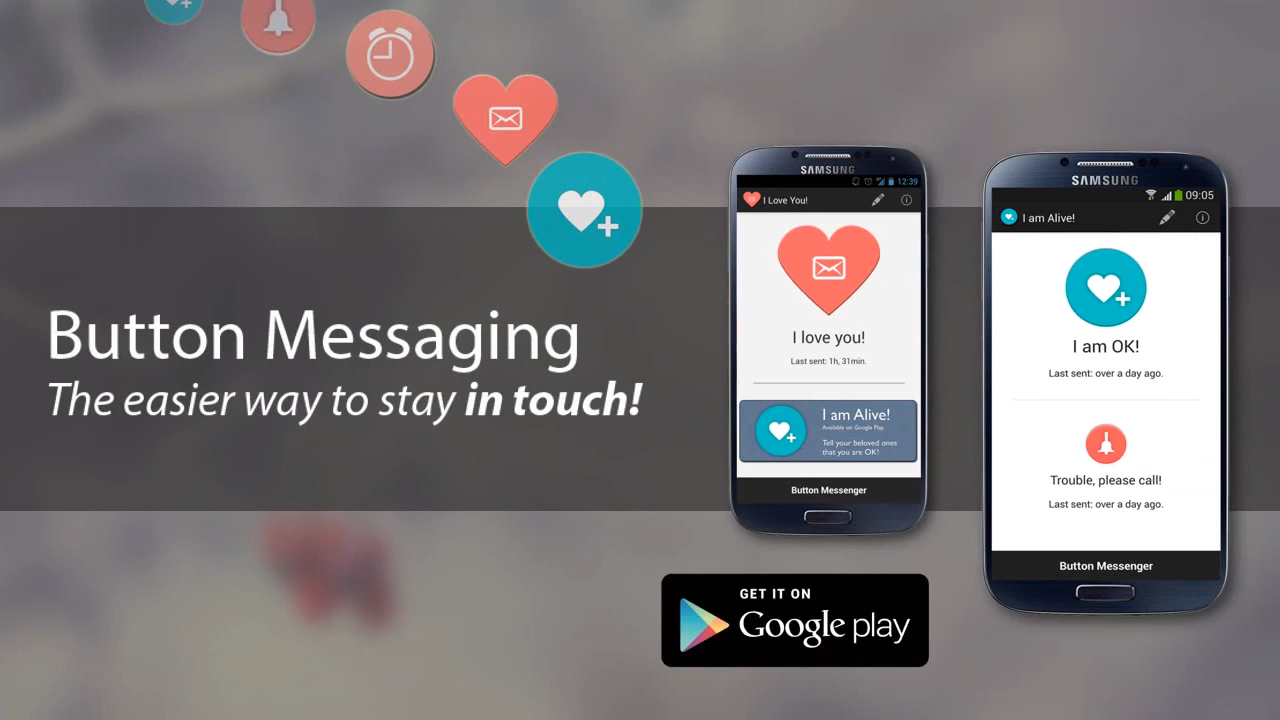 Button Messaging
The easier way to stay in touch!
SAMSUNG
12:39
I Love You!
I love you!
Last sent: 1h, 31min.
I am Alive!
Available on Google Play.
Tell your beloved ones
that you are OK!
Button Messenger
SAMSUNG
09:05
I am Alive!
I am OK!
Last sent: over a day ago.
Trouble, please call!
Last sent: over a day ago.
Button Messenger
GET IT ON
Google play